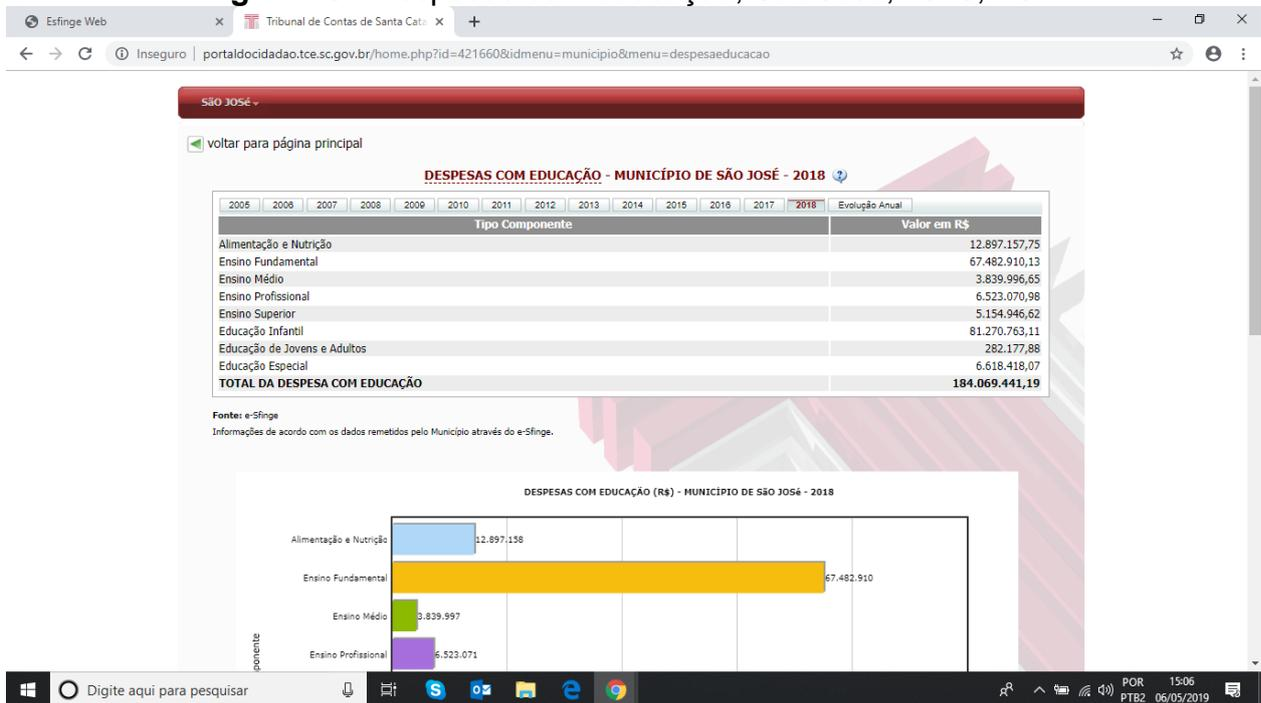 Esfinge Web
Tribunal de Contas de Santa Cata
Inseguro | portaldocidadao.tce.sc.gov.br/home.php?id=421660&idmenu=municipio&menu=despesaeducacao
SãO JOSé
voltar para página principal
DESPESAS COM EDUCAÇÃO - MUNICÍPIO DE SÃO JOSÉ - 2018
2005 2006 2007 2008 2009 2010 2011 2012 2013 2014 2015 2016 2017 2018 Evolução Anual
Tipo Componente Valor em R$
Alimentação e Nutrição 12.897.157,75
Ensino Fundamental 67.482.910,13
Ensino Médio 3.839.996,65
Ensino Profissional 6.523.070,98
Ensino Superior 5.154.946,62
Educação Infantil 81.270.763,11
Educação de Jovens e Adultos 282.177,88
Educação Especial 6.618.418,07
TOTAL DA DESPESA COM EDUCAÇÃO 184.069.441,19
Fonte: e-Sfinge
Informações de acordo com os dados remetidos pelo Município através do e-Sfinge.
DESPESAS COM EDUCAÇÃO (R$) - MUNICÍPIO DE SãO JOSé - 2018
Alimentação e Nutrição 12.897.158
Ensino Fundamental 67.482.910
Ensino Médio 3.839.997
Ensino Profissional 6.523.071
ponente
Digite aqui para pesquisar
POR 15:06
PTB2 06/05/2019